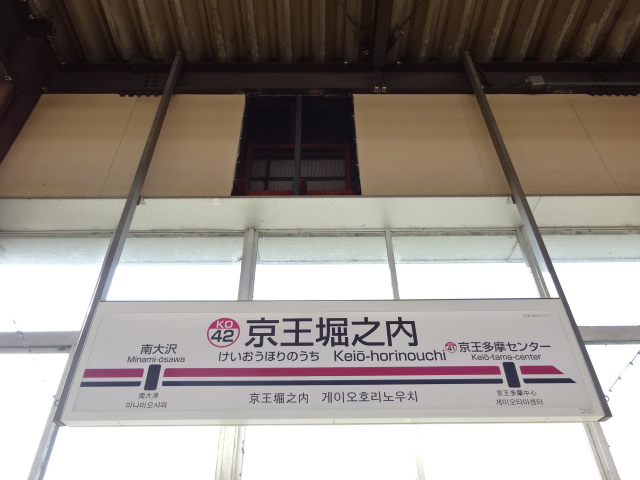 KO
42
京王堀之内
けいおうほりのうち Keiō-horinouchi
南大沢
Minami-ōsawa
41 京王多摩センター
Keiō-tama-center
南大泽
미나미오사와
京王堀之内 게이오호리노우치
京王多摩中心
게이오타마센터